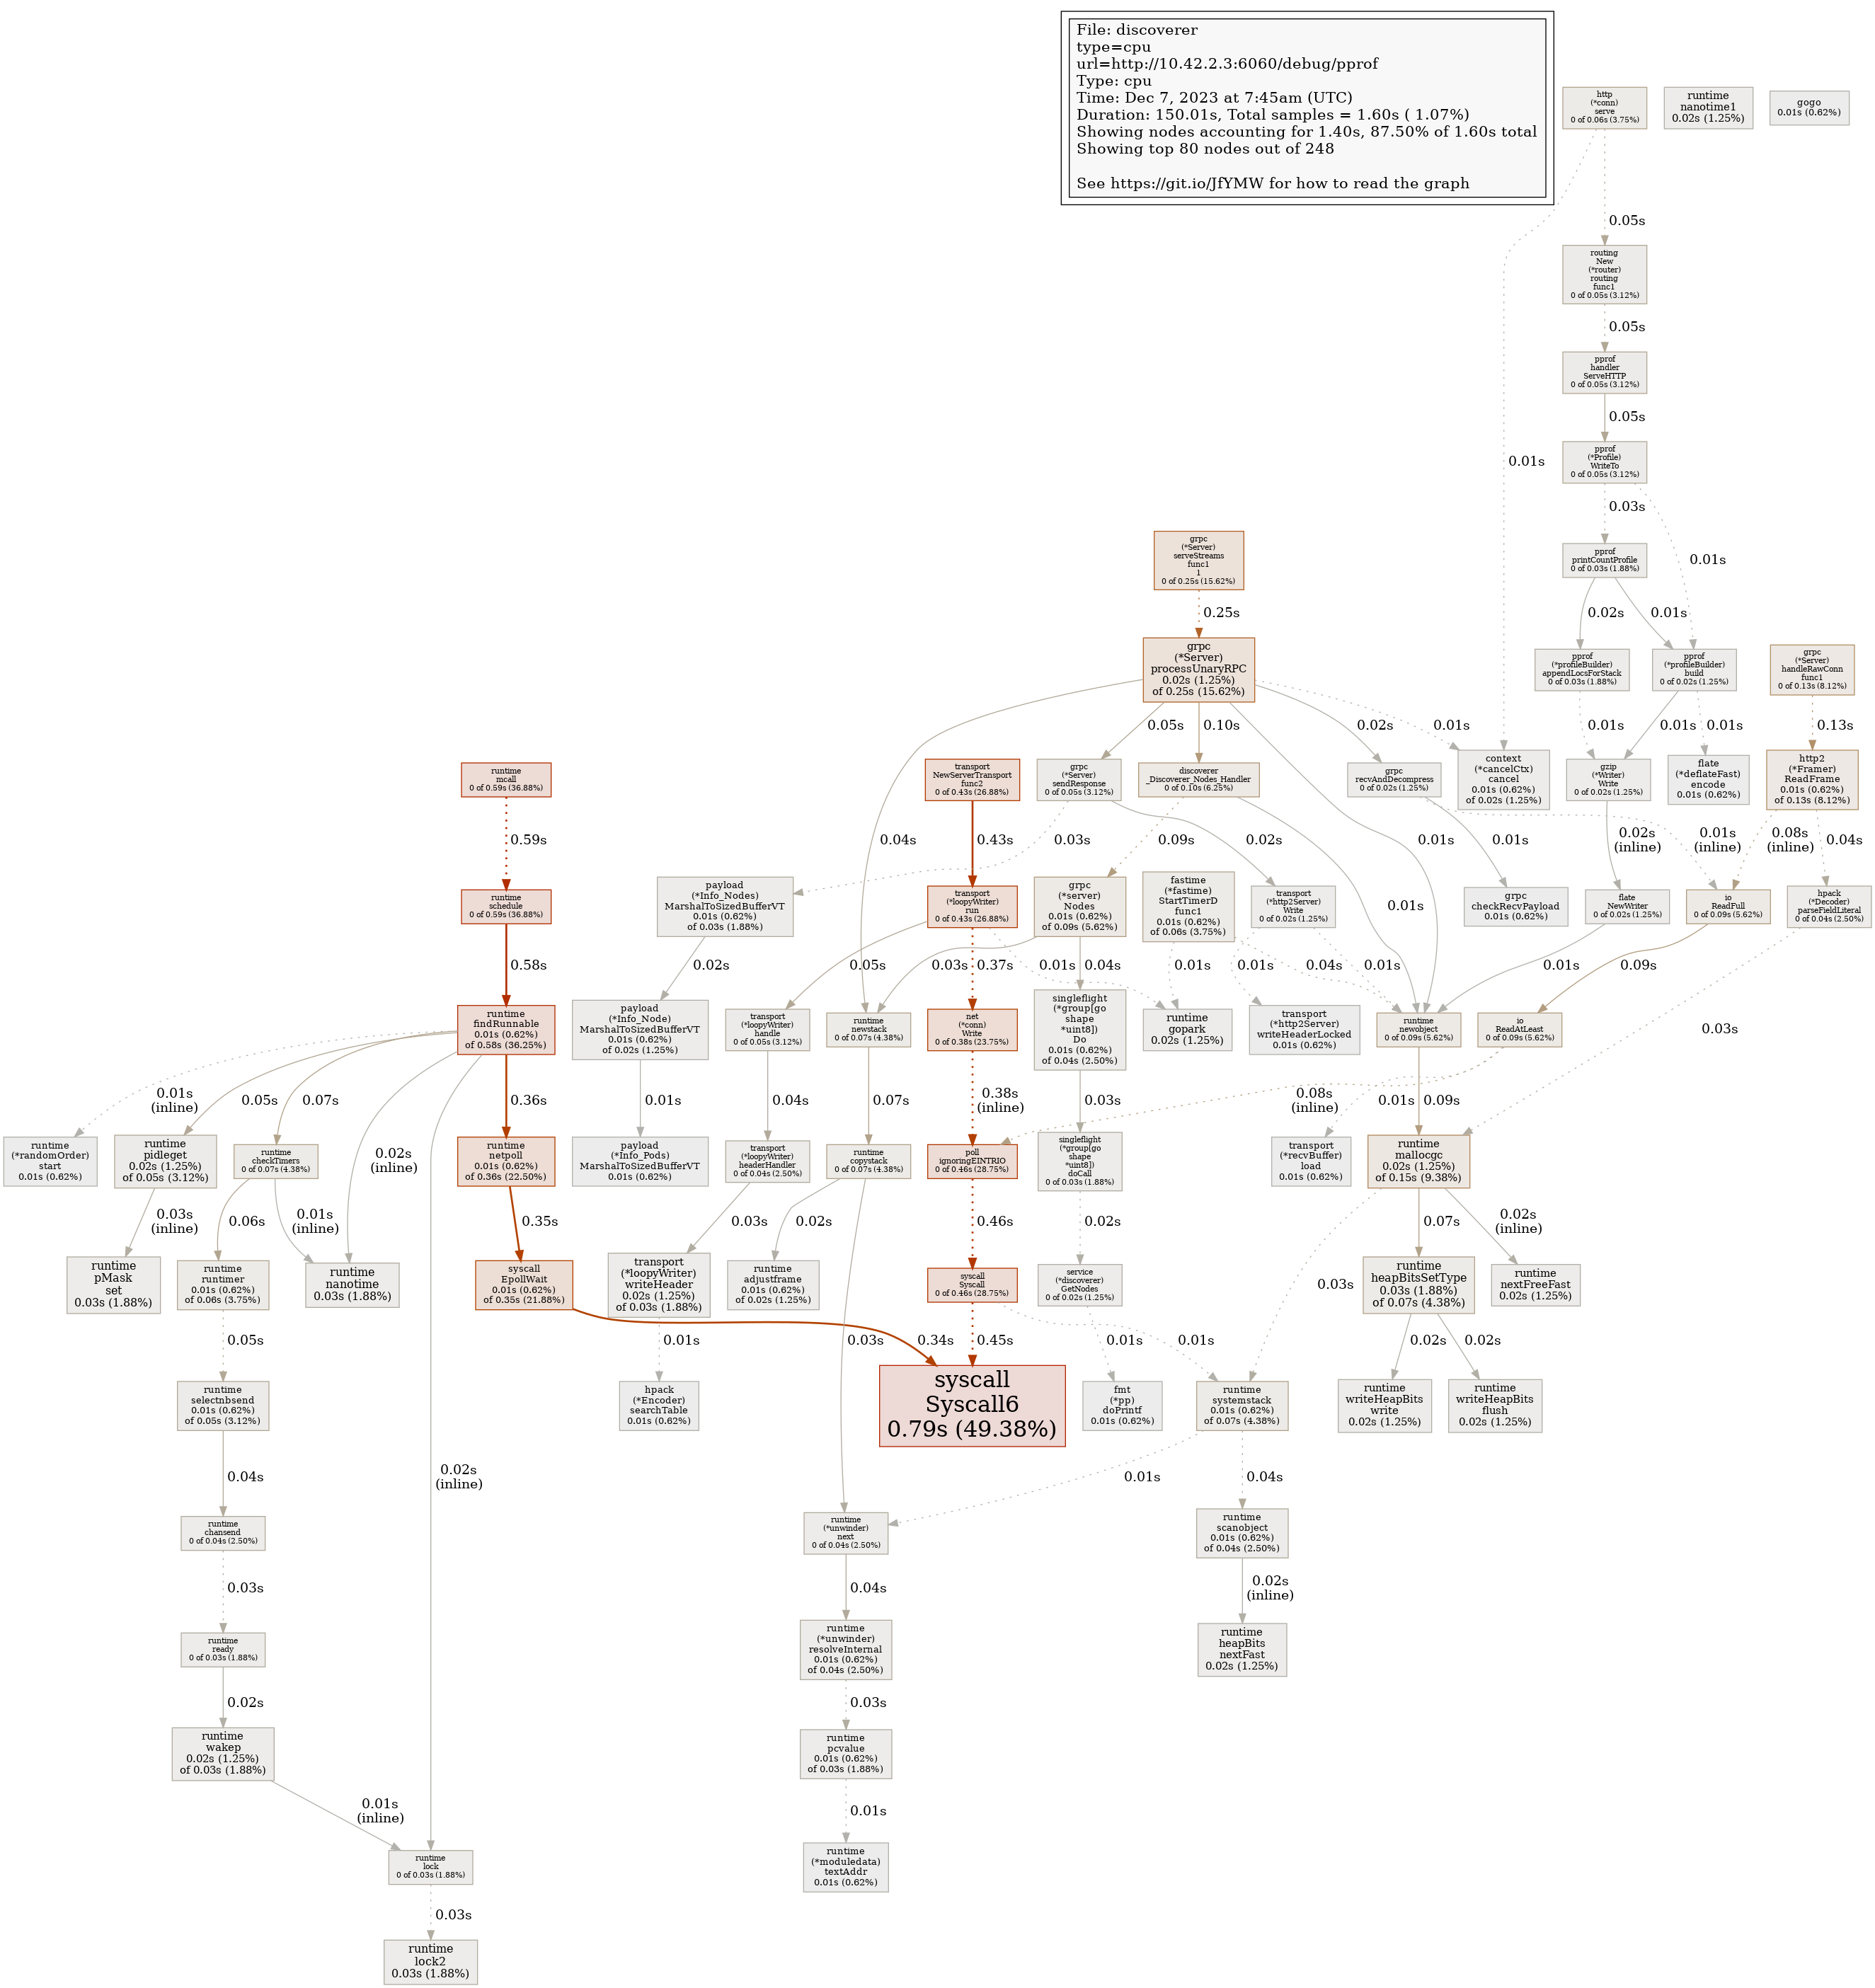 File: discoverer
type=cpu
url=http://10.42.2.3:6060/debug/pprof
Type: cpu
Time: Dec 7, 2023 at 7:45am (UTC)
Duration: 150.01s, Total samples = 1.60s ( 1.07%)
Showing nodes accounting for 1.40s, 87.50% of 1.60s total
Showing top 80 nodes out of 248
See https://git.io/JfYMW for how to read the graph
http
(*conn)
serve
0 of 0.06s (3.75%)
runtime
nanotime1
0.02s (1.25%)
gogo
0.01s (0.62%)
0.05s
routing
New
(*router)
routing
func1
0 of 0.05s (3.12%)
0.05s
pprof
handler
ServeHTTP
0 of 0.05s (3.12%)
0.05s
0.01s
pprof
(*Profile)
WriteTo
0 of 0.05s (3.12%)
0.03s
0.01s
pprof
printCountProfile
0 of 0.03s (1.88%)
grpc
(*Server)
serveStreams
func1
1
0 of 0.25s (15.62%)
0.25s
0.02s
0.01s
grpc
(*Server)
processUnaryRPC
0.02s (1.25%)
of 0.25s (15.62%)
pprof
(*profileBuilder)
appendLocsForStack
0 of 0.03s (1.88%)
pprof
(*profileBuilder)
build
0 of 0.02s (1.25%)
grpc
(*Server)
handleRawConn
func1
0 of 0.13s (8.12%)
0.05s
0.10s
0.02s
0.01s
0.01s
0.01s
0.01s
0.13s
runtime
mcall
0 of 0.59s (36.88%)
transport
NewServerTransport
func2
0 of 0.43s (26.88%)
grpc
(*Server)
sendResponse
0 of 0.05s (3.12%)
discoverer
_Discoverer_Nodes_Handler
0 of 0.10s (6.25%)
grpc
recvAndDecompress
0 of 0.02s (1.25%)
context
(*cancelCtx)
cancel
0.01s (0.62%)
of 0.02s (1.25%)
gzip
(*Writer)
Write
0 of 0.02s (1.25%)
flate
(*deflateFast)
encode
0.01s (0.62%)
http2
(*Framer)
ReadFrame
0.01s (0.62%)
of 0.13s (8.12%)
0.59s
0.04s
0.43s
0.03s
0.09s
0.02s
0.01s
0.01s
0.01s
(inline)
0.02s
(inline)
0.08s
(inline)
0.04s
runtime
schedule
0 of 0.59s (36.88%)
payload
(*Info_Nodes)
MarshalToSizedBufferVT
0.01s (0.62%)
of 0.03s (1.88%)
transport
(*loopyWriter)
run
0 of 0.43s (26.88%)
grpc
(*server)
Nodes
0.01s (0.62%)
of 0.09s (5.62%)
fastime
(*fastime)
StartTimerD
func1
0.01s (0.62%)
of 0.06s (3.75%)
transport
(*http2Server)
Write
0 of 0.02s (1.25%)
0.01s
grpc
checkRecvPayload
0.01s (0.62%)
flate
NewWriter
0 of 0.02s (1.25%)
io
ReadFull
0 of 0.09s (5.62%)
hpack
(*Decoder)
parseFieldLiteral
0 of 0.04s (2.50%)
0.58s
0.02s
0.05s
0.37s
0.03s
0.01s
0.04s
0.01s
0.01s
0.04s
0.01s
0.01s
0.09s
0.03s
runtime
findRunnable
0.01s (0.62%)
of 0.58s (36.25%)
payload
(*Info_Node)
MarshalToSizedBufferVT
0.01s (0.62%)
of 0.02s (1.25%)
transport
(*loopyWriter)
handle
0 of 0.05s (3.12%)
runtime
newstack
0 of 0.07s (4.38%)
net
(*conn)
Write
0 of 0.38s (23.75%)
singleflight
(*group[go
shape
*uint8])
Do
0.01s (0.62%)
of 0.04s (2.50%)
runtime
gopark
0.02s (1.25%)
transport
(*http2Server)
writeHeaderLocked
0.01s (0.62%)
runtime
newobject
0 of 0.09s (5.62%)
io
ReadAtLeast
0 of 0.09s (5.62%)
0.01s
(inline)
0.05s
0.07s
0.02s
(inline)
0.36s
0.01s
0.04s
0.07s
0.38s
(inline)
0.03s
0.08s
(inline)
0.01s
0.09s
runtime
(*randomOrder)
start
0.01s (0.62%)
runtime
pidleget
0.02s (1.25%)
of 0.05s (3.12%)
runtime
checkTimers
0 of 0.07s (4.38%)
runtime
netpoll
0.01s (0.62%)
of 0.36s (22.50%)
payload
(*Info_Pods)
MarshalToSizedBufferVT
0.01s (0.62%)
transport
(*loopyWriter)
headerHandler
0 of 0.04s (2.50%)
runtime
copystack
0 of 0.07s (4.38%)
poll
ignoringEINTRIO
0 of 0.46s (28.75%)
singleflight
(*group[go
shape
*uint8])
doCall
0 of 0.03s (1.88%)
transport
(*recvBuffer)
load
0.01s (0.62%)
runtime
mallocgc
0.02s (1.25%)
of 0.15s (9.38%)
0.03s
(inline)
0.06s
0.01s
(inline)
0.35s
0.03s
0.02s
0.46s
0.02s
0.03s
0.07s
0.02s
(inline)
runtime
pMask
set
0.03s (1.88%)
runtime
runtimer
0.01s (0.62%)
of 0.06s (3.75%)
runtime
nanotime
0.03s (1.88%)
syscall
EpollWait
0.01s (0.62%)
of 0.35s (21.88%)
transport
(*loopyWriter)
writeHeader
0.02s (1.25%)
of 0.03s (1.88%)
runtime
adjustframe
0.01s (0.62%)
of 0.02s (1.25%)
syscall
Syscall
0 of 0.46s (28.75%)
service
(*discoverer)
GetNodes
0 of 0.02s (1.25%)
runtime
heapBitsSetType
0.03s (1.88%)
of 0.07s (4.38%)
runtime
nextFreeFast
0.02s (1.25%)
0.05s
0.01s
0.03s
0.34s
0.45s
0.01s
0.01s
0.02s
0.02s
runtime
selectnbsend
0.01s (0.62%)
of 0.05s (3.12%)
hpack
(*Encoder)
searchTable
0.01s (0.62%)
syscall
Syscall6
0.79s (49.38%)
fmt
(*pp)
doPrintf
0.01s (0.62%)
runtime
systemstack
0.01s (0.62%)
of 0.07s (4.38%)
runtime
writeHeapBits
write
0.02s (1.25%)
runtime
writeHeapBits
flush
0.02s (1.25%)
0.04s
0.02s
(inline)
0.01s
0.04s
runtime
chansend
0 of 0.04s (2.50%)
runtime
(*unwinder)
next
0 of 0.04s (2.50%)
runtime
scanobject
0.01s (0.62%)
of 0.04s (2.50%)
0.03s
0.04s
0.02s
(inline)
runtime
ready
0 of 0.03s (1.88%)
runtime
(*unwinder)
resolveInternal
0.01s (0.62%)
of 0.04s (2.50%)
runtime
heapBits
nextFast
0.02s (1.25%)
0.02s
0.03s
runtime
wakep
0.02s (1.25%)
of 0.03s (1.88%)
runtime
pcvalue
0.01s (0.62%)
of 0.03s (1.88%)
0.01s
(inline)
0.01s
runtime
lock
0 of 0.03s (1.88%)
runtime
(*moduledata)
textAddr
0.01s (0.62%)
0.03s
runtime
lock2
0.03s (1.88%)